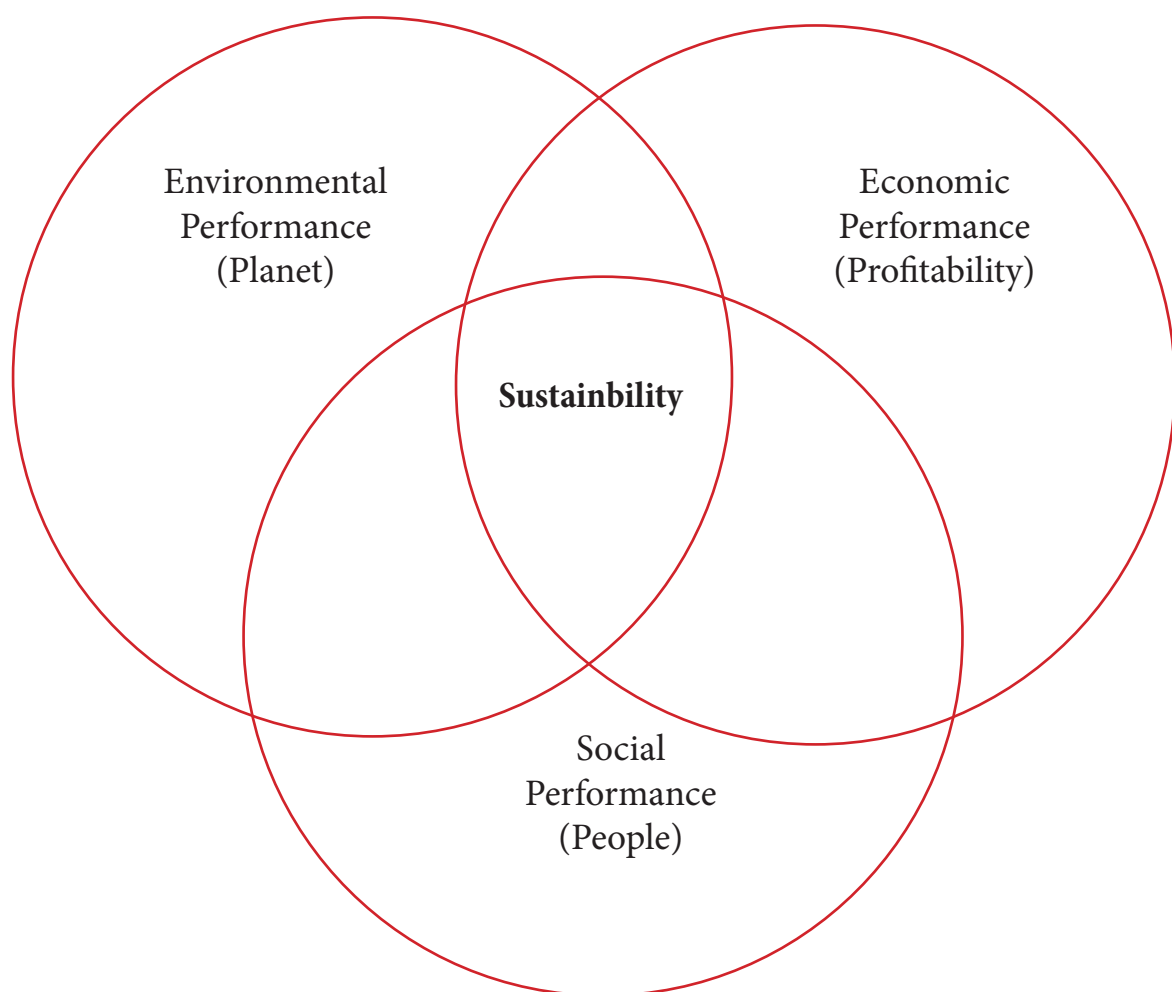 Environmental
Performance
(Planet)
Economic
Performance
(Profitability)
Sustainbility
Social
Performance
(People)